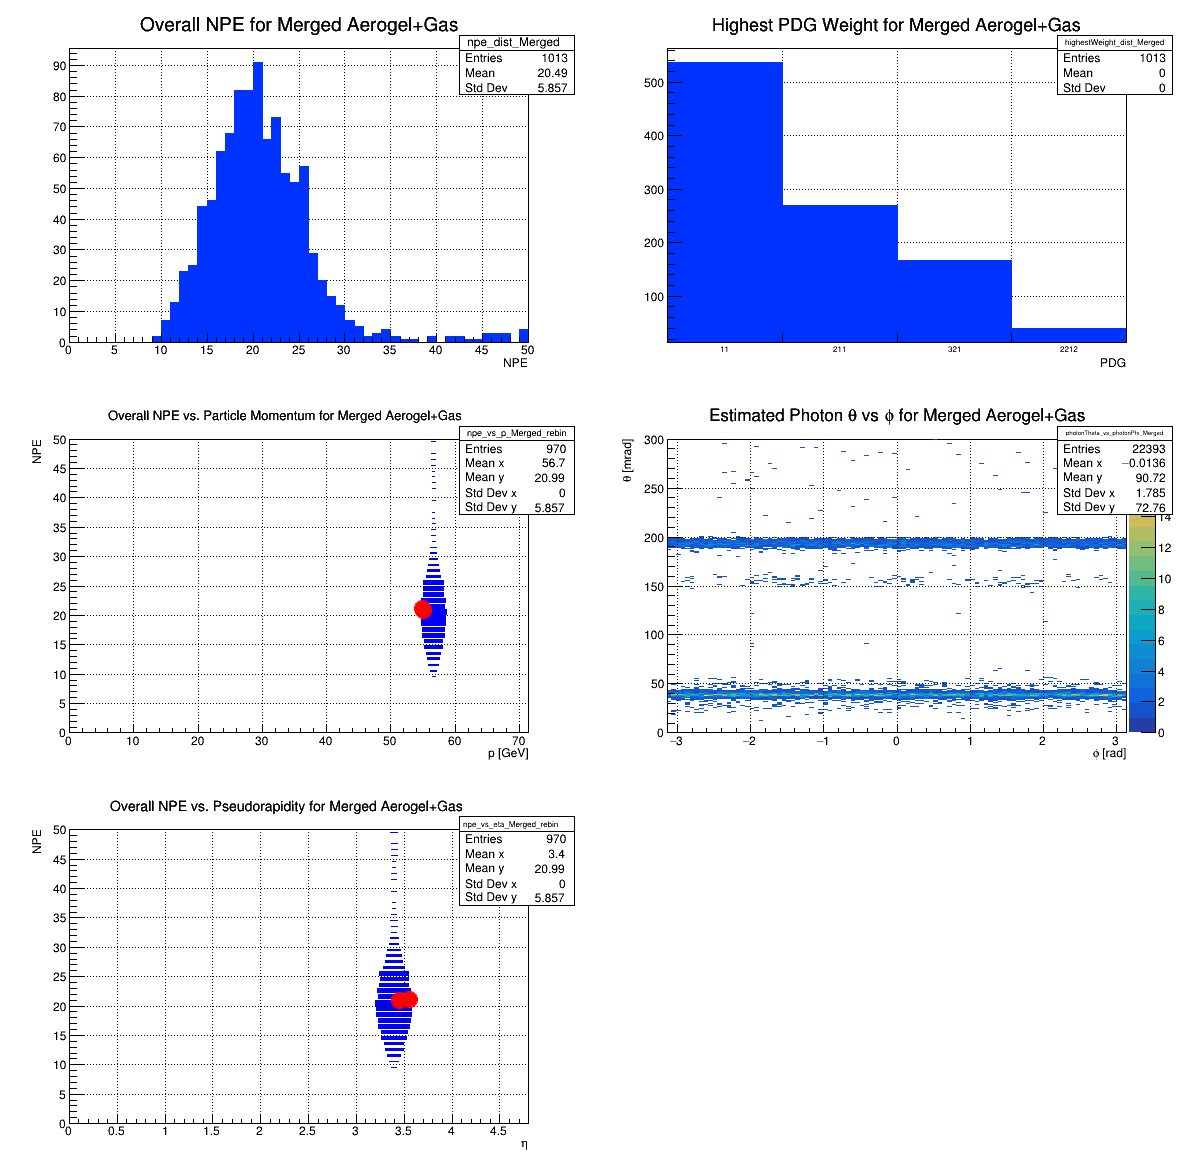 Overall NPE for Merged Aerogel+Gas
npe_dist_Merged
Entries 1013
Mean 20.49
Std Dev 5.857
90
80
70
60
50
40
30
20
10
0
0 5 10 15 20 25 30 35 40 45 50
NPE
Highest PDG Weight for Merged Aerogel+Gas
highestWeight_dist_Merged
Entries 1013
Mean 0
Std Dev 0
500
400
300
200
100
11 211 321 2212
PDG
Overall NPE vs. Particle Momentum for Merged Aerogel+Gas
npe_vs_p_Merged_rebin
Entries 970
Mean x 56.7
Mean y 20.99
Std Dev x 0
Std Dev y 5.857
NPE
50
45
40
35
30
25
20
15
10
5
0
0 10 20 30 40 50 60 70
p [GeV]
Estimated Photon θ vs ϕ for Merged Aerogel+Gas
photonTheta_vs_photonPhi_Merged
Entries 22393
Mean x −0.0136
Mean y 90.72
Std Dev x 1.785
Std Dev y 72.76
θ [mrad]
300
250
200
150
100
50
0
−3 −2 −1 0 1 2 3
ϕ [rad]
14
12
10
8
6
4
2
0
Overall NPE vs. Pseudorapidity for Merged Aerogel+Gas
npe_vs_eta_Merged_rebin
Entries 970
Mean x 3.4
Mean y 20.99
Std Dev x 0
Std Dev y 5.857
NPE
50
45
40
35
30
25
20
15
10
5
0
0 0.5 1 1.5 2 2.5 3 3.5 4 4.5
η